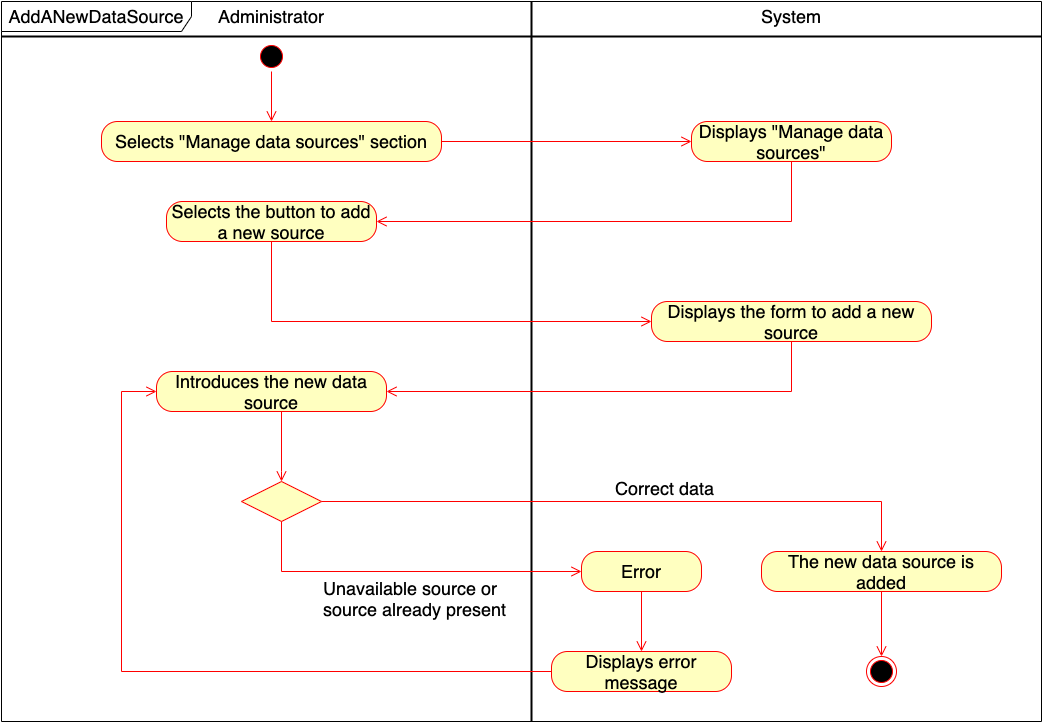 AddANewDataSource
Administrator
System
Selects "Manage data sources" section
Displays "Manage data
sources"
Selects the button to add
a new source
Displays the form to add a new
source
Introduces the new data
source
Correct data
Unavailable source or
source already present
Error
The new data source is
added
Displays error
message